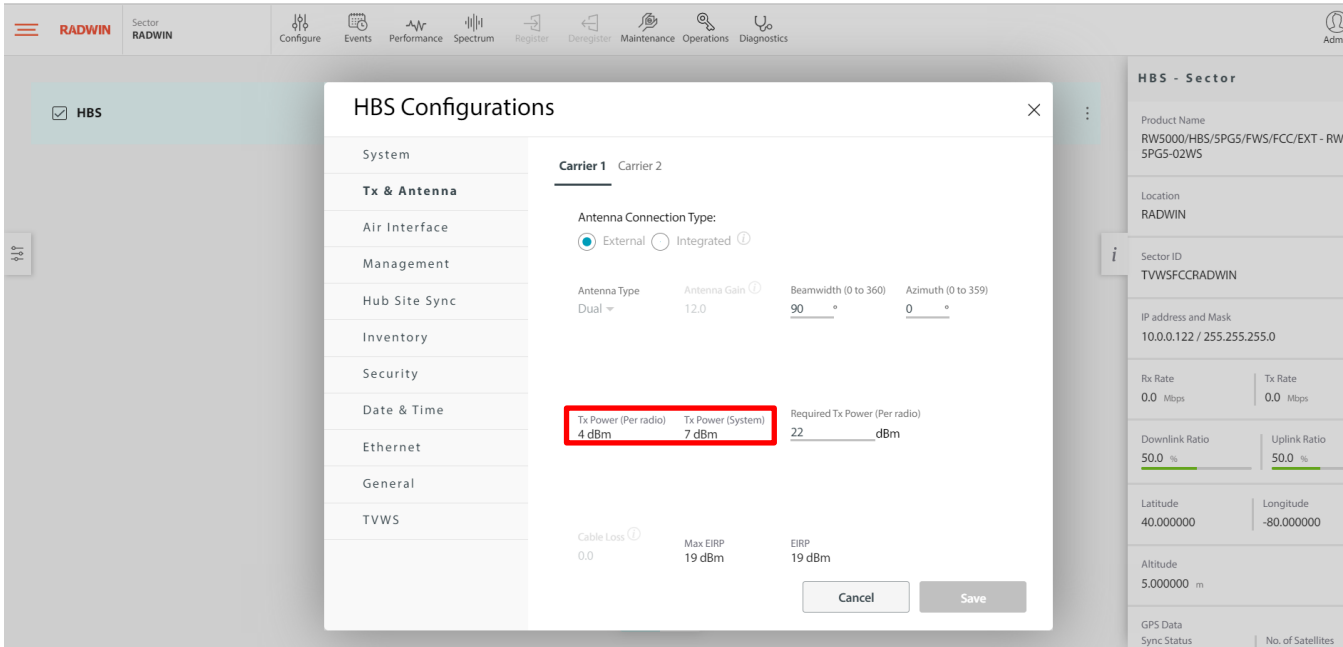 RADWIN
Sector
RADWIN
Configure
Events
Performance
Spectrum
Register
Deregister
Maintenance
Operations
Diagnostics
HBS
HBS Configurations
System
Tx & Antenna
Air Interface
Management
Hub Site Sync
Inventory
Security
Date & Time
Ethernet
General
TVWS
Carrier 1 Carrier 2
Antenna Connection Type:
External Integrated
Antenna Type Antenna Gain Beamwidth (0 to 360) Azimuth (0 to 359)
Dual 12.0 90 ° 0 °
Tx Power (Per radio) Tx Power (System) Required Tx Power (Per radio)
4 dBm 7 dBm 22 dBm
Cable Loss Max EIRP EIRP
0.0 19 dBm 19 dBm
Cancel Save
HBS - Sector
Product Name
RW5000/HBS/5PG5/FWS/FCC/EXT - RW
5PG5-02WS
Location
RADWIN
Sector ID
TVWSFCCRADWIN
IP address and Mask
10.0.0.122 / 255.255.255.0
Rx Rate Tx Rate
0.0 Mbps 0.0 Mbps
Downlink Ratio Uplink Ratio
50.0 % 50.0 %
Latitude Longitude
40.000000 -80.000000
Altitude
5.000000 m
GPS Data
Sync Status No. of Satellites